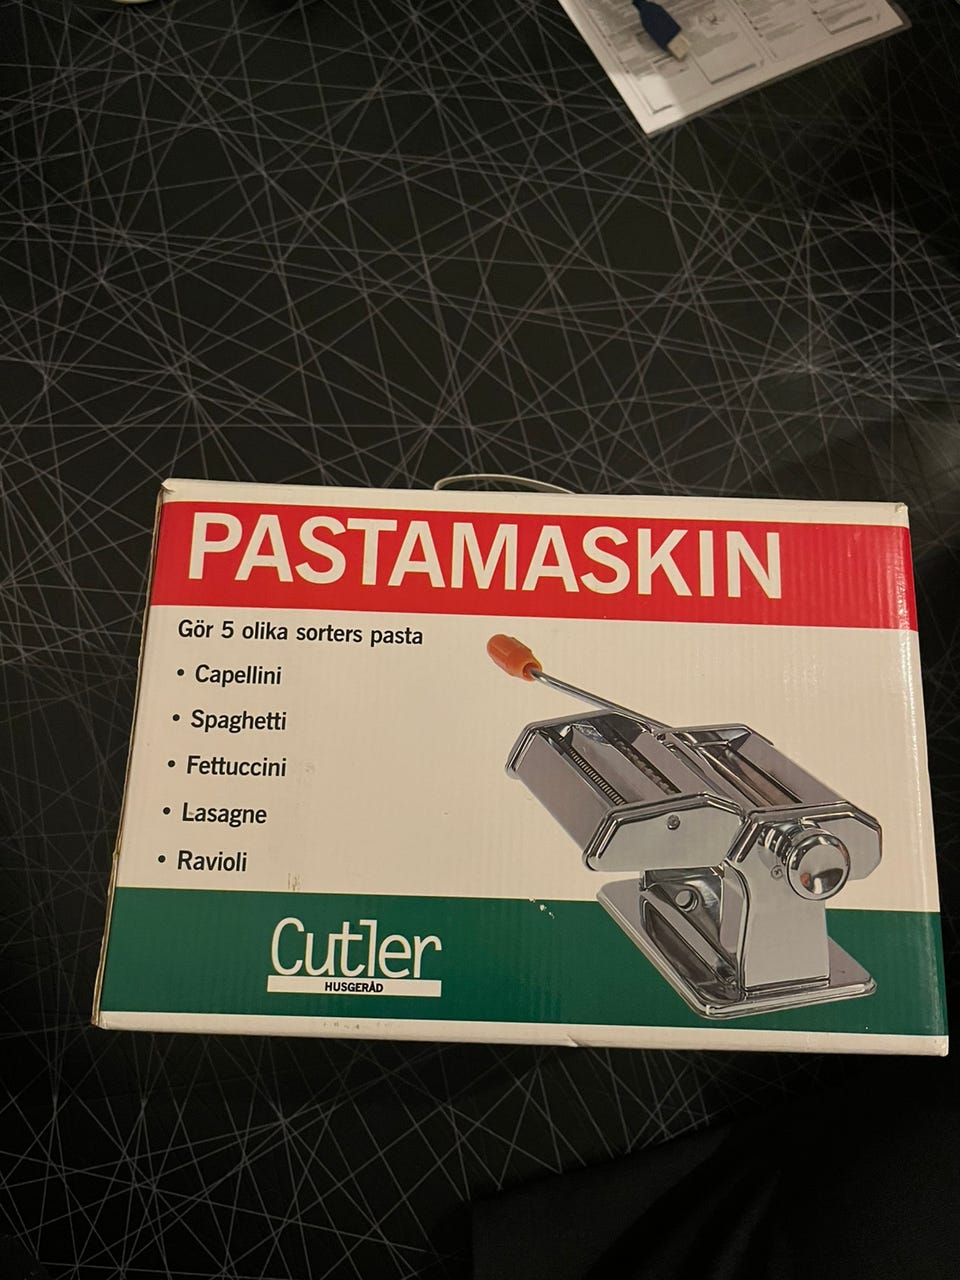 PASTAMASKIN
Gör 5 olika sorters pasta
• Capellini
• Spaghetti
• Fettuccini
• Lasagne
• Ravioli
Cutler
HUSGERÅD